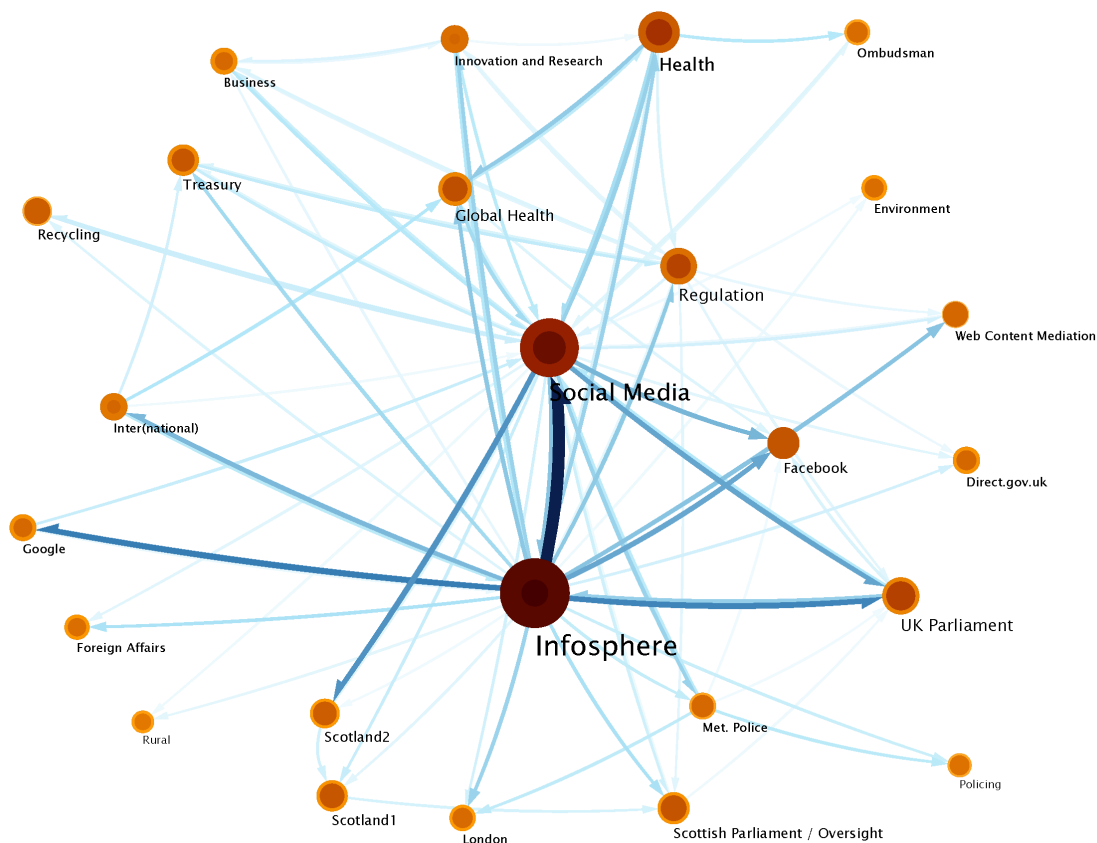 Innovation and Research
Health
Ombudsman
Business
Treasury
Global Health
Environment
Recycling
Regulation
Web Content Mediation
Social Media
Inter(national)
Facebook
Direct.gov.uk
Google
Infosphere
UK Parliament
Foreign Affairs
Rural
Scotland2
Met. Police
Policing
Scotland1
London
Scottish Parliament / Oversight